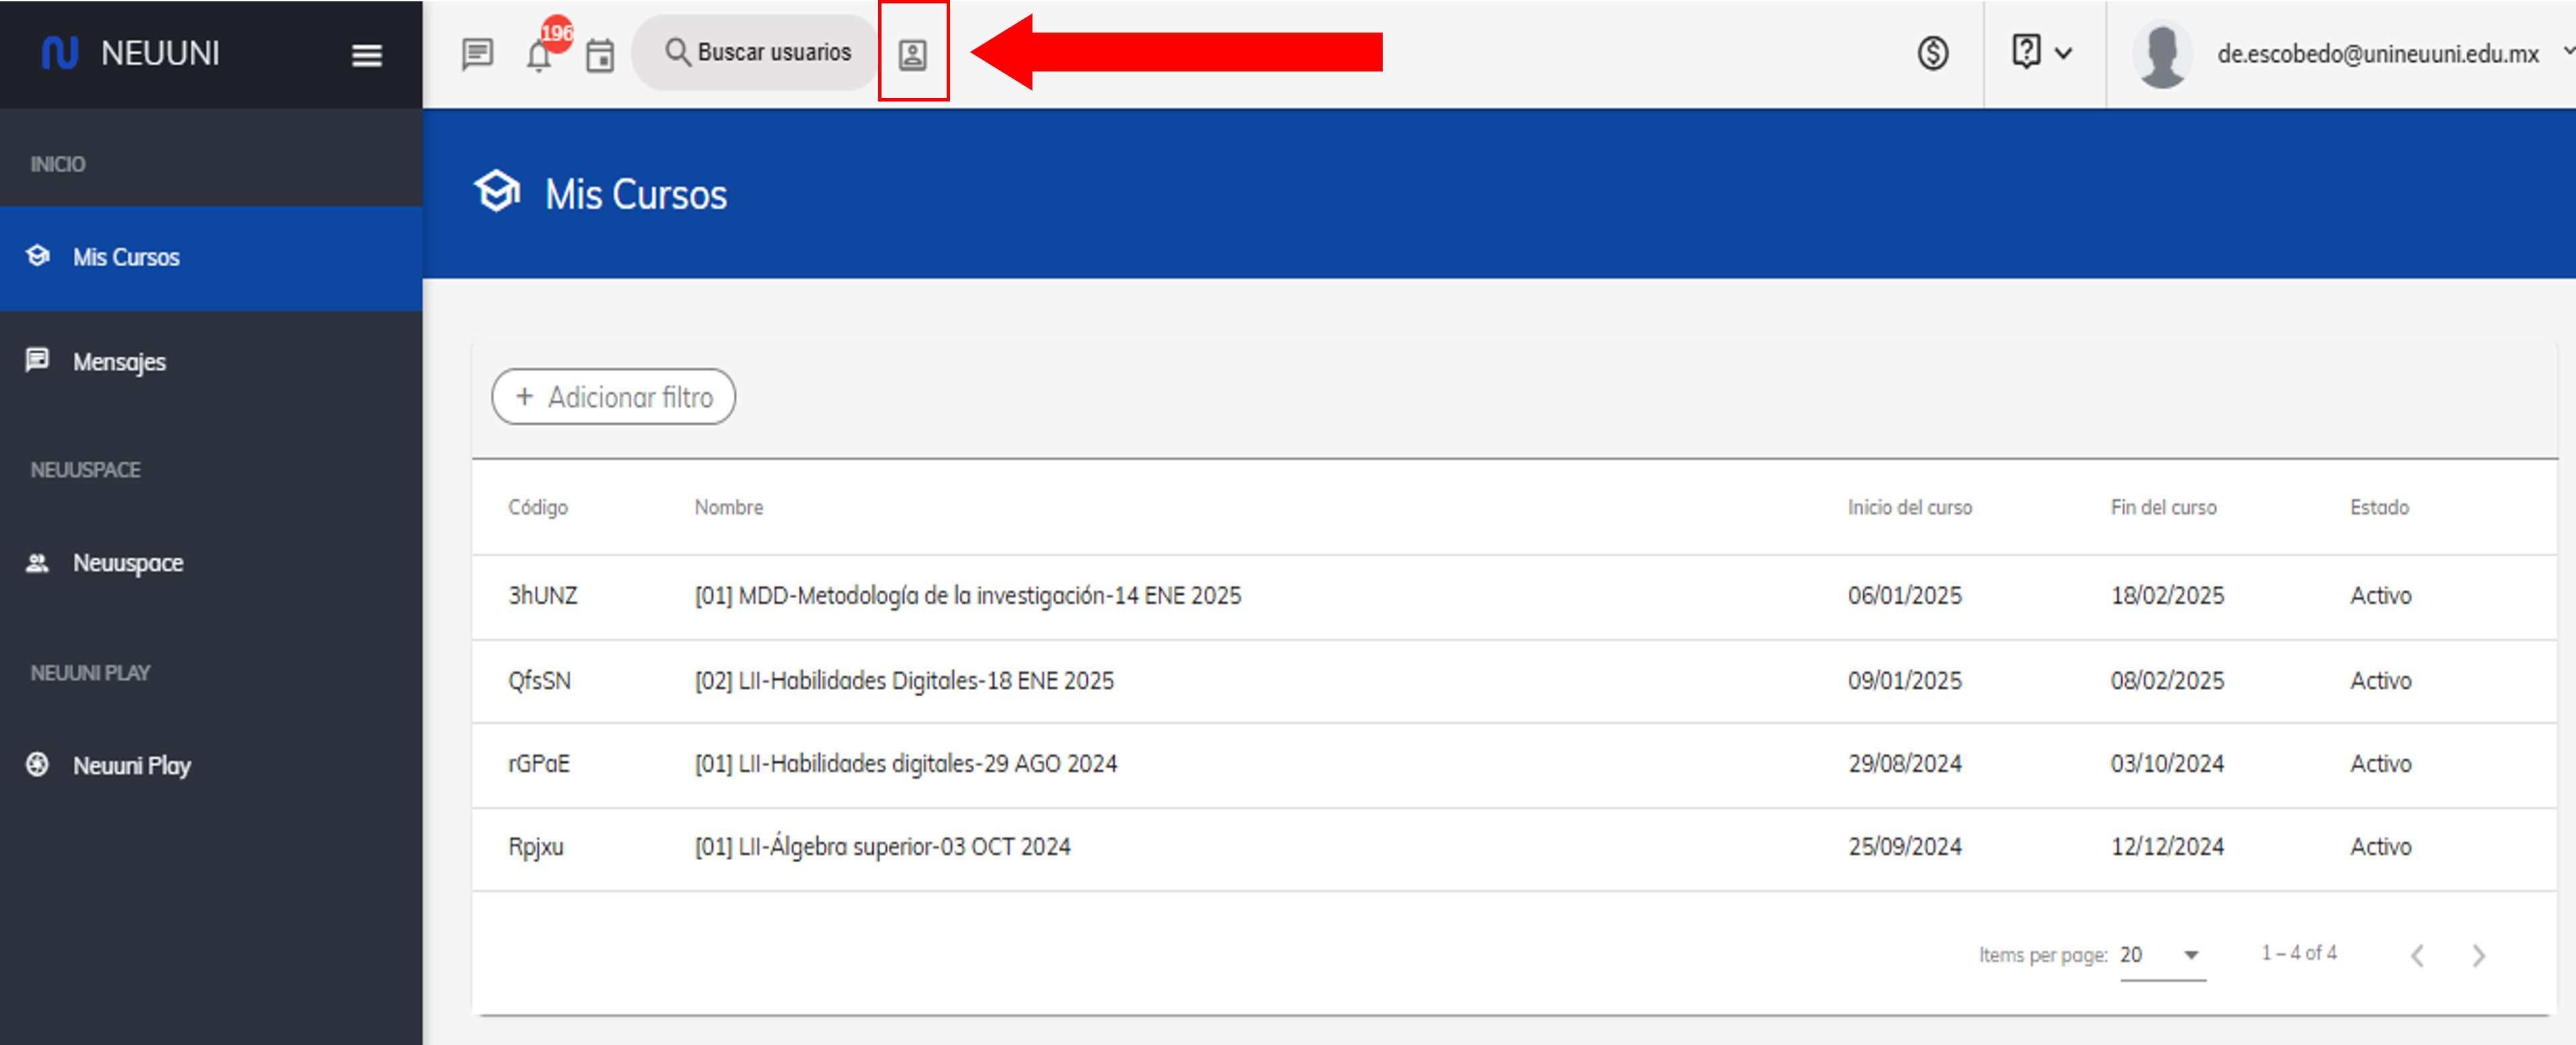 NEUUNI
196
Buscar usuarios
de.escobedo@unineuuni.edu.mx
INICIO
Mis Cursos
Mensajes
NEUUSPACE
Neuuspace
NEUUNI PLAY
Neuuni Play
Mis Cursos
+ Adicionar filtro
Código Nombre Inicio del curso Fin del curso Estado
3hUNZ [01] MDD-Metodología de la investigación-14 ENE 2025 06/01/2025 18/02/2025 Activo
QfsSN [02] LII-Habilidades Digitales-18 ENE 2025 09/01/2025 08/02/2025 Activo
rGPaE [01] LII-Habilidades digitales-29 AGO 2024 29/08/2024 03/10/2024 Activo
Rpjxu [01] LII-Álgebra superior-03 OCT 2024 25/09/2024 12/12/2024 Activo
Items per page: 20 1 – 4 of 4